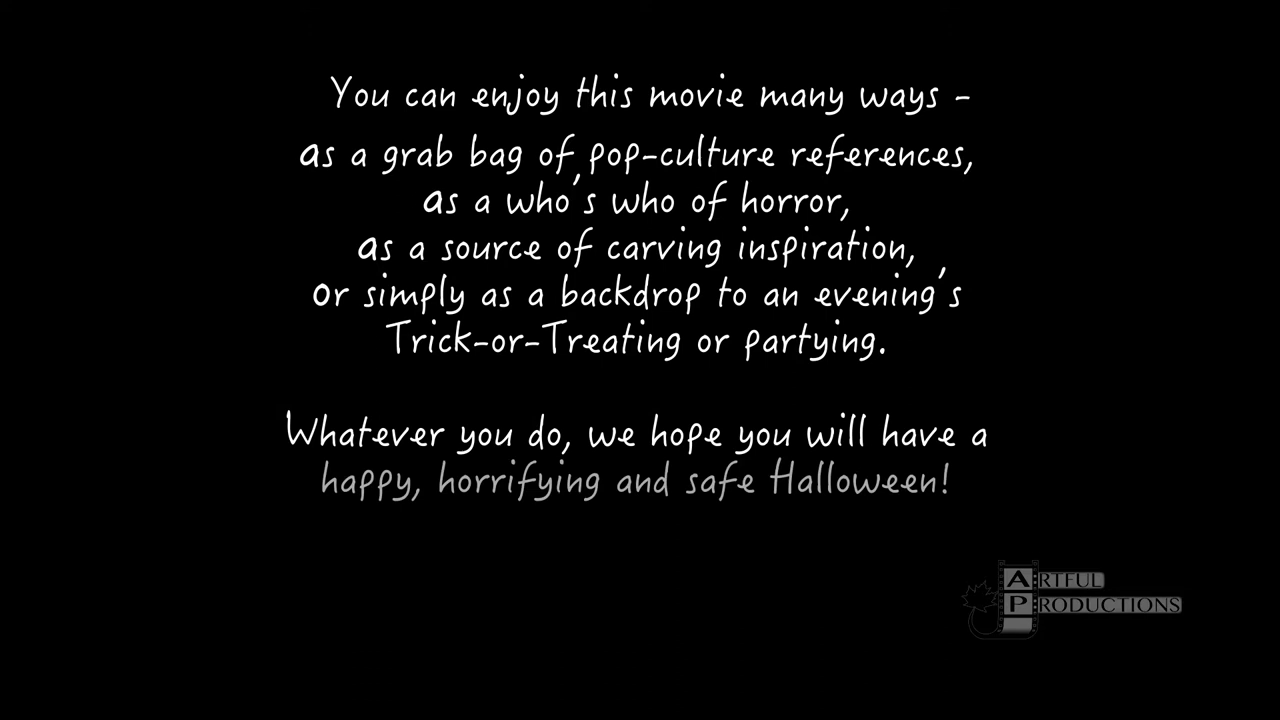 You can enjoy this movie many ways -
as a grab bag of pop-culture references,
as a who's who of horror,
as a source of carving inspiration,
or simply as a backdrop to an evening's
Trick-or-Treating or partying.
Whatever you do, we hope you will have a
happy, horrifying and safe Halloween!
ARTFUL
PRODUCTIONS